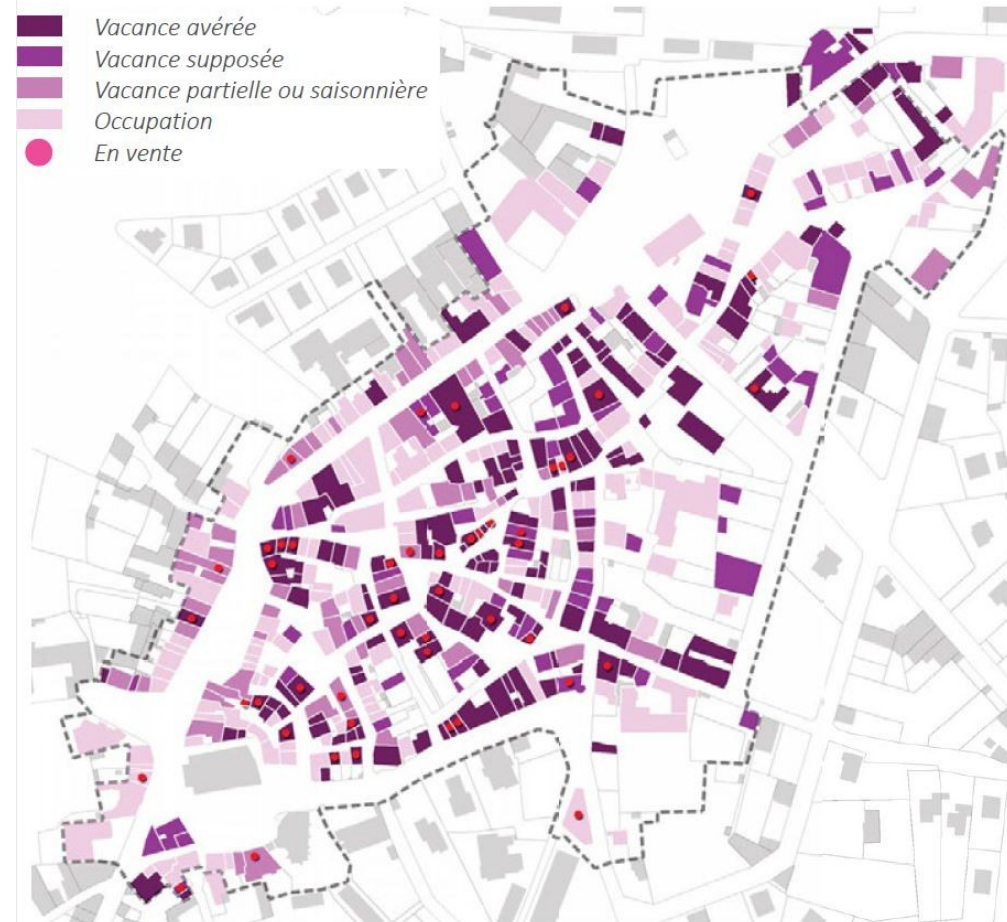 Vacance avérée
Vacance supposée
Vacance partielle ou saisonnière
Occupation
En vente